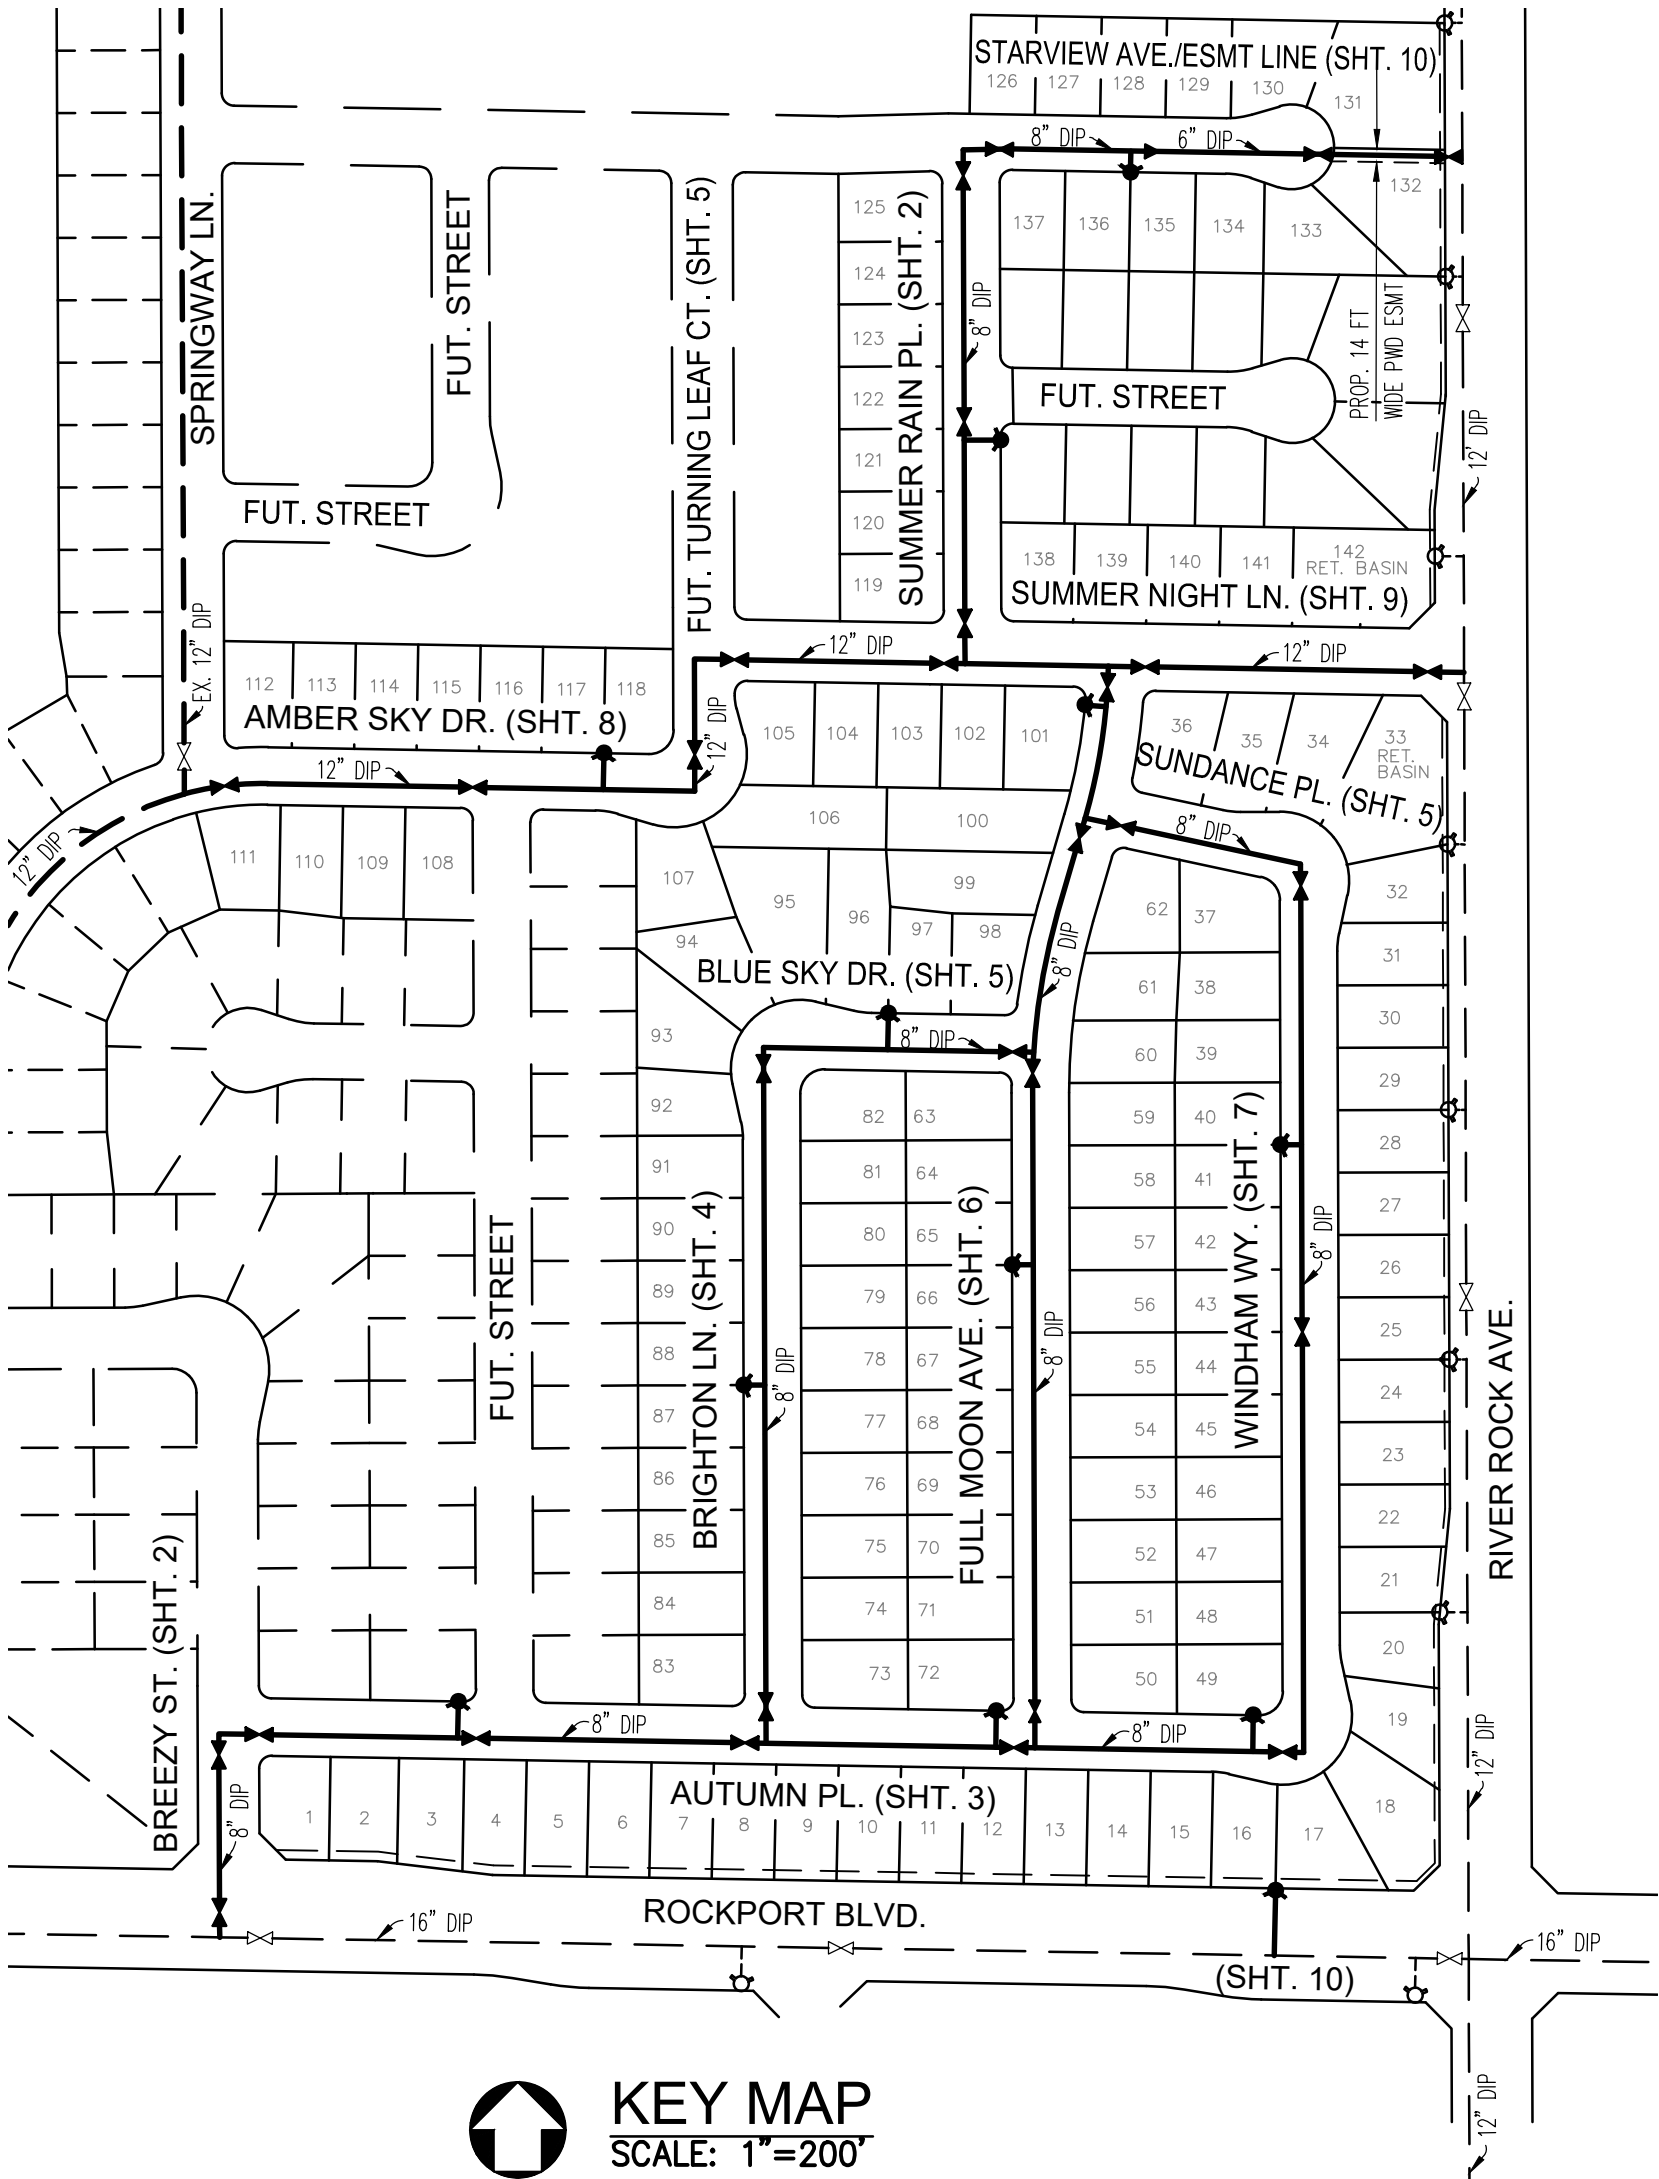 STARVIEW AVE./ESMT LINE (SHT. 10)
126 127 128 129 130 131
8" DIP 6" DIP
132
125
137 136 135 134 133
SPRINGWAY LN.
FUT. STREET
FUT. TURNING LEAF CT. (SHT. 5)
SUMMER RAIN PL. (SHT. 2)
124
8" DIP
PROP. 14 FT
WIDE PWD ESMT
123
122
FUT. STREET
121
12' DIP
FUT. STREET
120
119
138 139 140 141 142
RET. BASIN
SUMMER NIGHT LN. (SHT. 9)
EX. 12" DIP
12" DIP
12" DIP
112 113 114 115 116 117 118
AMBER SKY DR. (SHT. 8)
12" DIP
12" DIP
105 104 103 102 101
36 35 34 33
RET.
BASIN
SUNDANCE PL. (SHT. 5)
106 100
8" DIP
12" DIP
111 110 109 108
107
99
95 96 97 98
94
BLUE SKY DR. (SHT. 5)
8" DIP
8" DIP
62 37
32
61 38
31
93
60 39
30
92
82 63
59 40
29
91
81 64
58 41
28
90
80 65
57 42
27
89
79 66
56 43
26
88
78 67
55 44
25
87
77 68
54 45
24
86
76 69
53 46
23
85
75 70
52 47
22
84
74 71
51 48
21
83
73 72
50 49
20
19
FUT. STREET
BRIGHTON LN. (SHT. 4)
8" DIP
FULL MOON AVE. (SHT. 6)
8" DIP
WINDHAM WY. (SHT. 7)
8" DIP
RIVER ROCK AVE.
BREEZY ST. (SHT. 2)
8" DIP
8" DIP
8" DIP
12" DIP
AUTUMN PL. (SHT. 3)
1 2 3 4 5 6 7 8 9 10 11 12 13 14 15 16 17 18
ROCKPORT BLVD.
16" DIP
16" DIP
(SHT. 10)
12" DIP
KEY MAP
SCALE: 1"=200'